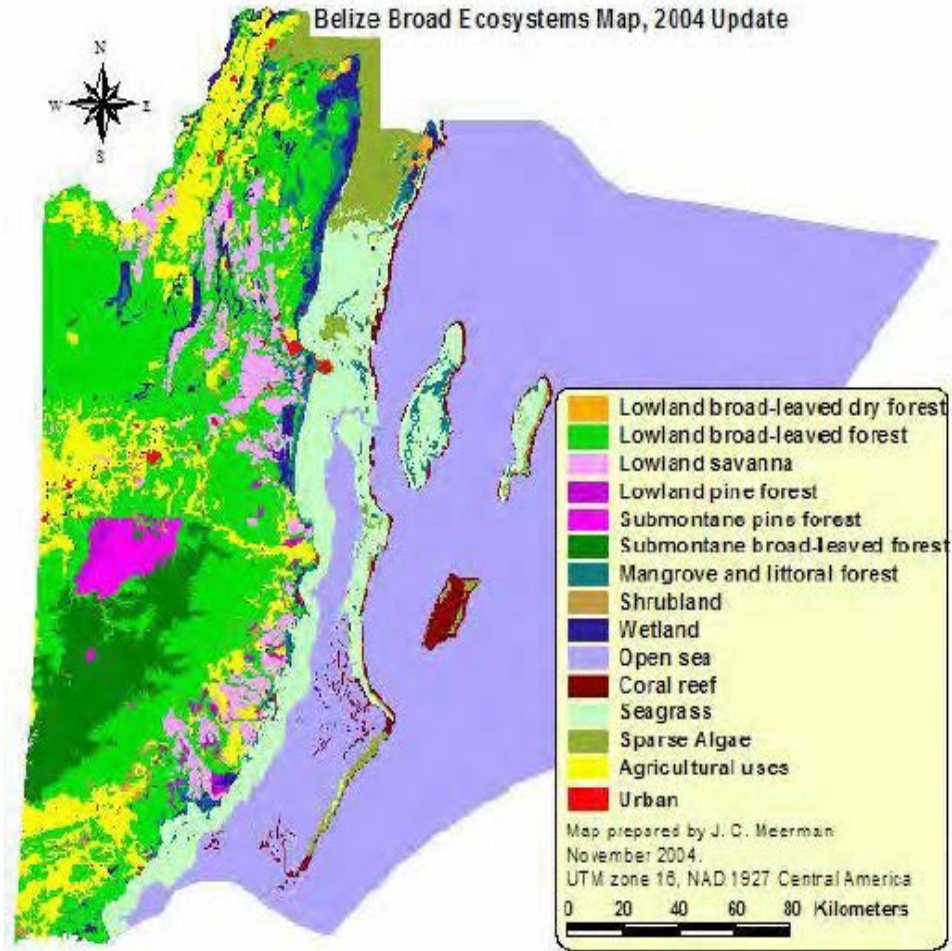 Belize Broad Ecosystems Map, 2004 Update
N
W
E
S
Lowland broad-leaved dry forest
Lowland broad-leaved forest
Lowland savanna
Lowland pine forest
Submontane pine forest
Submontane broad-leaved forest
Mangrove and littoral forest
Shrubland
Wetland
Open sea
Coral reef
Seagrass
Sparse Algae
Agricultural uses
Urban
Map prepared by J. C. Meerman
November 2004.
UTM zone 16, NAD 1927 Central America
0 20 40 60 80 Kilometers